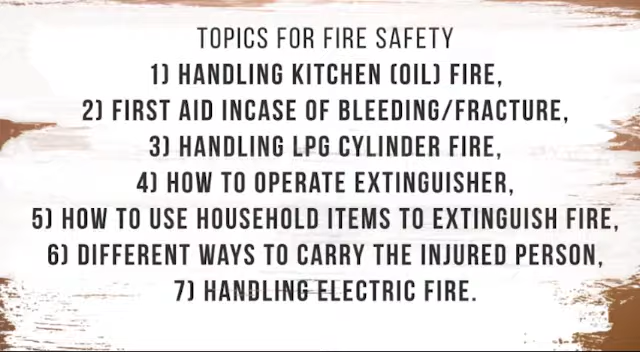 TOPICS FOR FIRE SAFETY
1) HANDLING KITCHEN (OIL) FIRE,
2) FIRST AID INCASE OF BLEEDING/FRACTURE,
3) HANDLING LPG CYLINDER FIRE,
4) HOW TO OPERATE EXTINGUISHER,
5) HOW TO USE HOUSEHOLD ITEMS TO EXTINGUISH FIRE,
6) DIFFERENT WAYS TO CARRY THE INJURED PERSON,
7) HANDLING ELECTRIC FIRE.